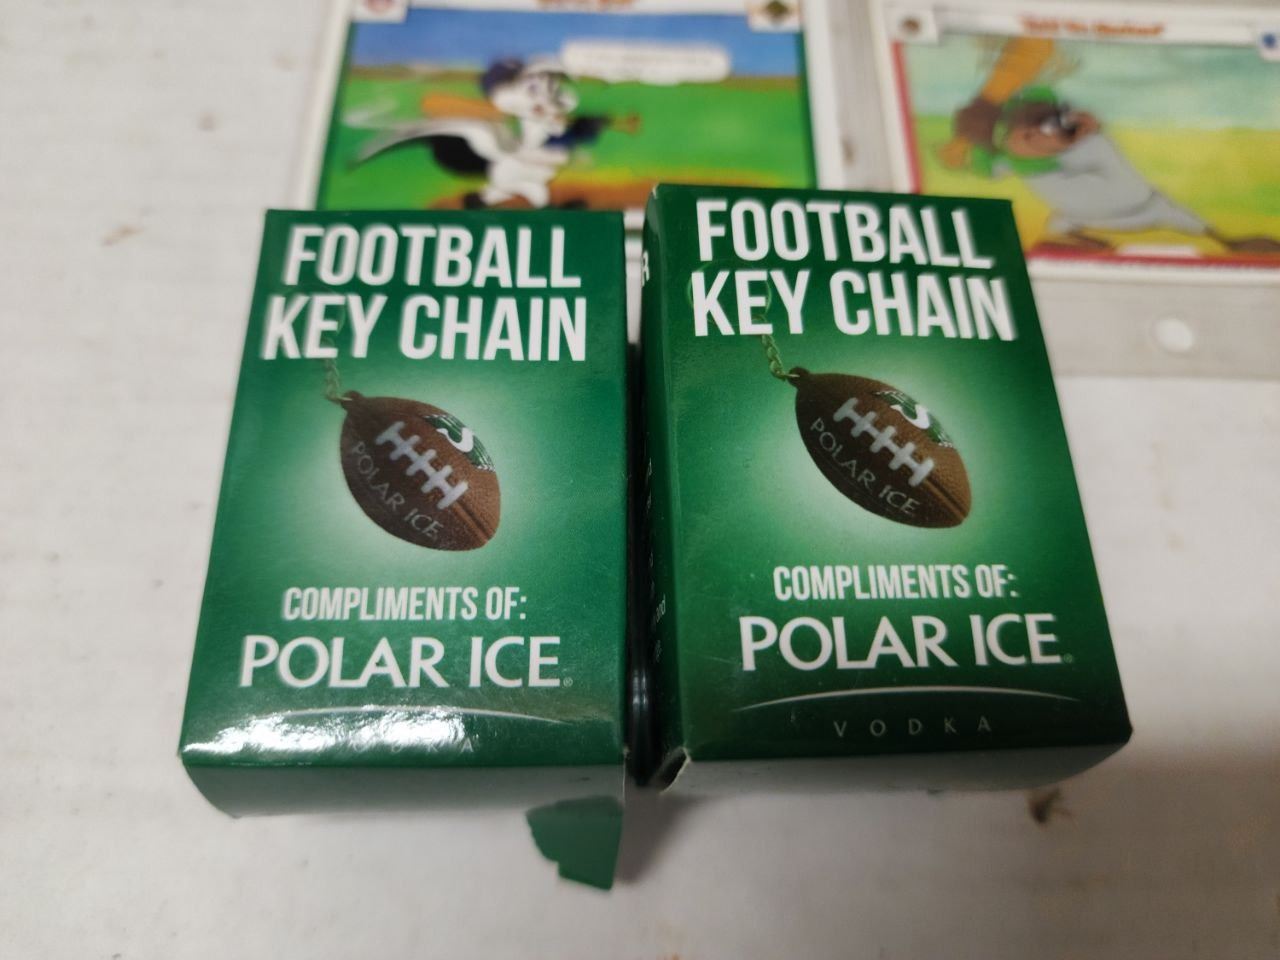 FOOTBALL
KEY CHAIN
POLAR ICE
COMPLIMENTS OF:
POLAR ICE®
VODKA
FOOTBALL
KEY CHAIN
POLAR ICE
COMPLIMENTS OF:
POLAR ICE®
VODKA